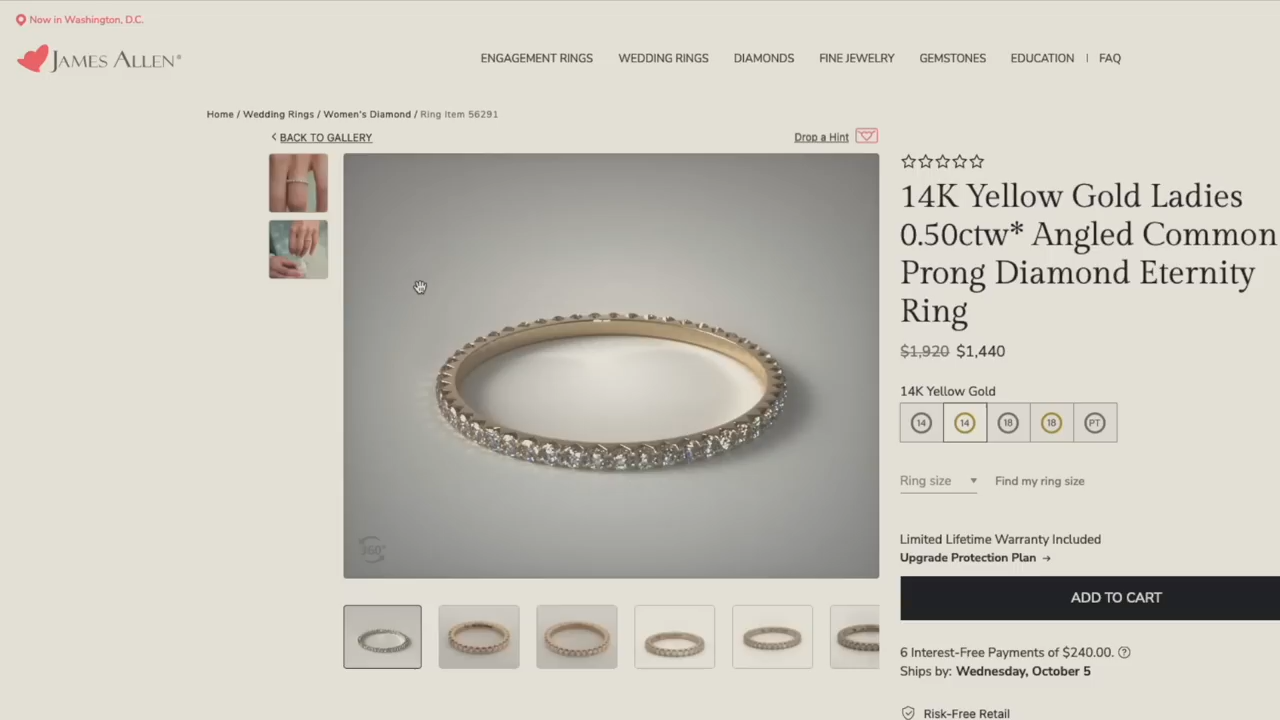 Now in Washington, D.C.
JAMES ALLEN®
ENGAGEMENT RINGS WEDDING RINGS DIAMONDS FINE JEWELRY GEMSTONES EDUCATION | FAQ
Home / Wedding Rings / Women's Diamond / Ring Item 56291
< BACK TO GALLERY
Drop a Hint
14K Yellow Gold Ladies
0.50ctw* Angled Common
Prong Diamond Eternity
Ring
$1,920 $1,440
14K Yellow Gold
14 14 18 18 PT
Ring size Find my ring size
360°
Limited Lifetime Warranty Included
Upgrade Protection Plan →
ADD TO CART
6 Interest-Free Payments of $240.00. ?
Ships by: Wednesday, October 5
Risk-Free Retail